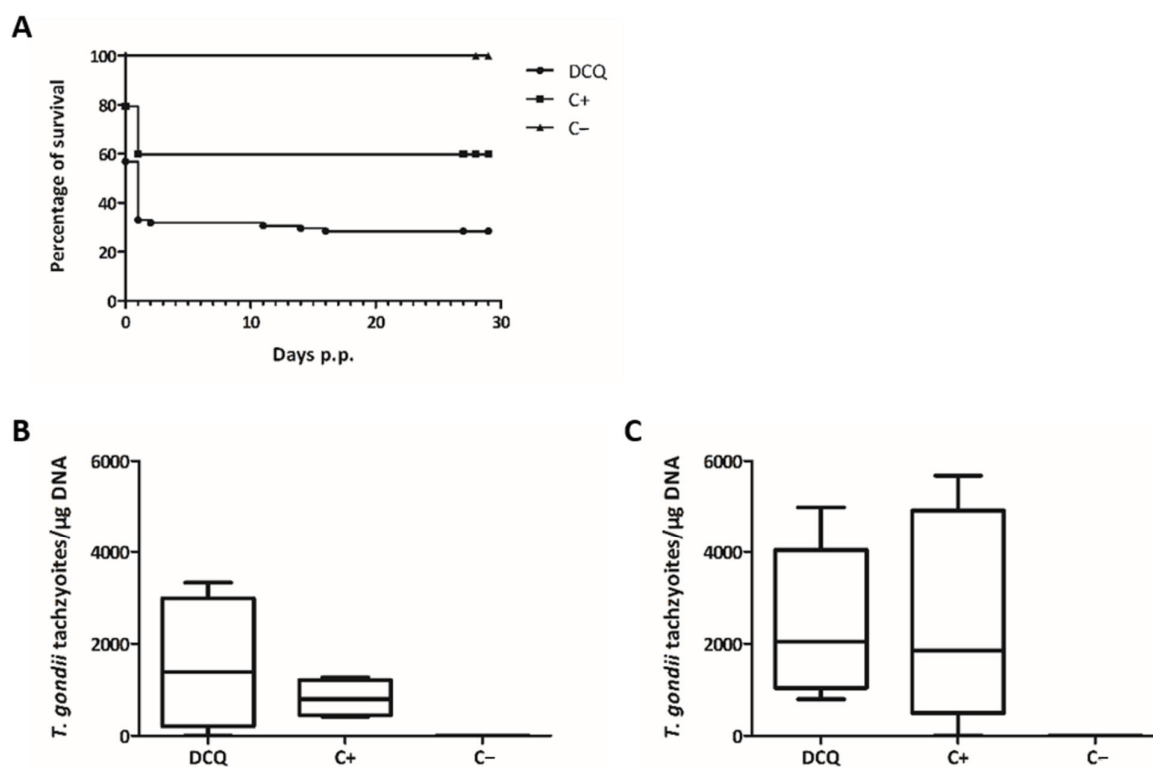 A
Percentage of survival
100
80
60
40
20
0
0 10 20 30
Days p.p.
DCQ
C+
C−
B
T. gondii tachzyoites/µg DNA
6000
4000
2000
0
DCQ C+ C−
C
T. gondii tachzyoites/µg DNA
6000
4000
2000
0
DCQ C+ C−